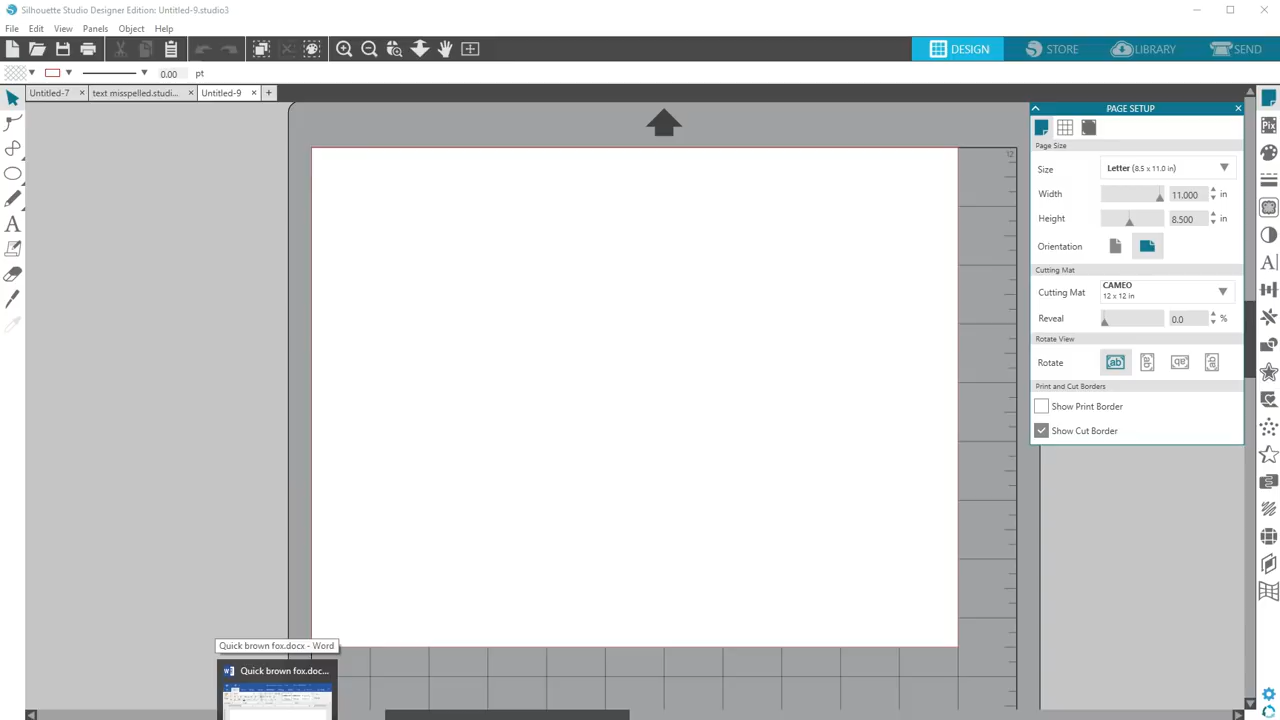 Silhouette Studio Designer Edition: Untitled-9.studio3
File Edit View Panels Object Help
DESIGN STORE LIBRARY SEND
0.00 pt
Untitled-7 text misspelled.studi... Untitled-9
PAGE SETUP
Page Size
Size Letter (8.5 x 11.0 in)
Width 11.000 in
Height 8.500 in
Orientation
Cutting Mat
Cutting Mat CAMEO
12 x 12 in
Reveal 0.0 %
Rotate View
Rotate
Print and Cut Borders
Show Print Border
Show Cut Border
12
Quick brown fox.docx - Word
Quick brown fox.doc...